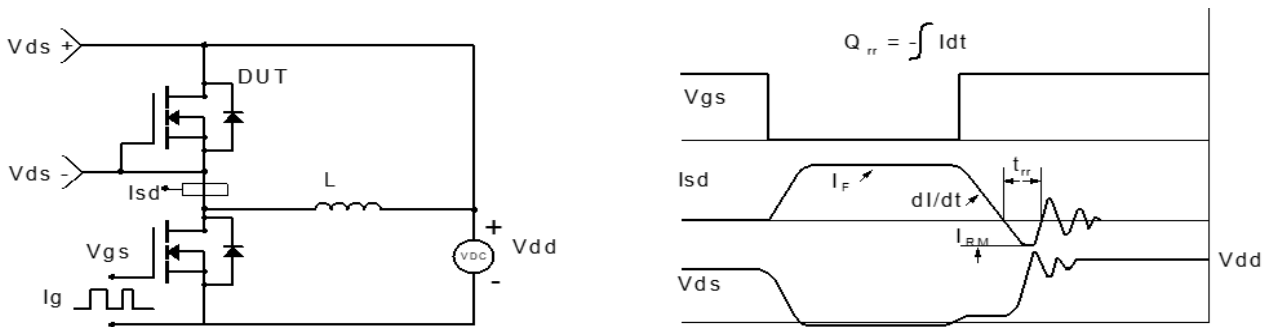 Vds +
DUT
Vds -
Isd
L
Vgs
Ig
VDC
+
-
Vdd
Q rr = - ∫ Idt
Vgs
Isd
I F
dI/dt
t rr
I RM
Vds
Vdd